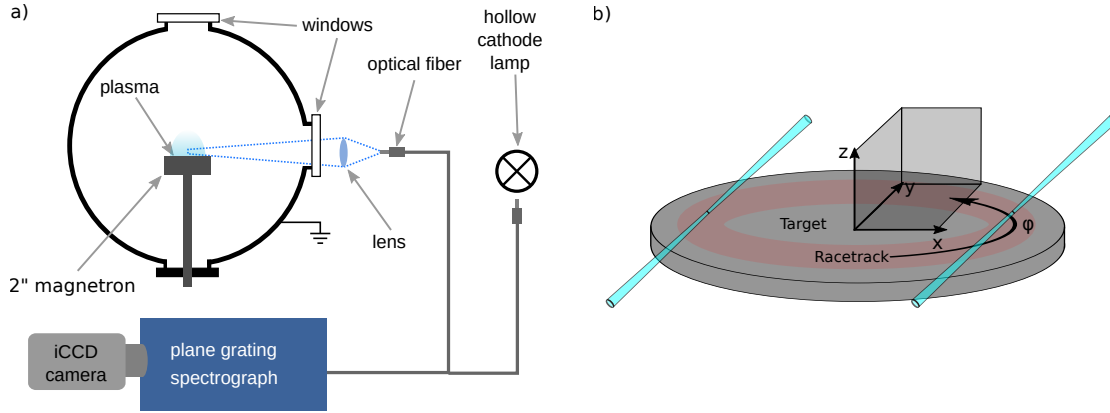 a)
windows
plasma
optical fiber
hollow
cathode
lamp
lens
2" magnetron
iCCD
camera
plane grating
spectrograph
b)
z
y
x
φ
Target
Racetrack